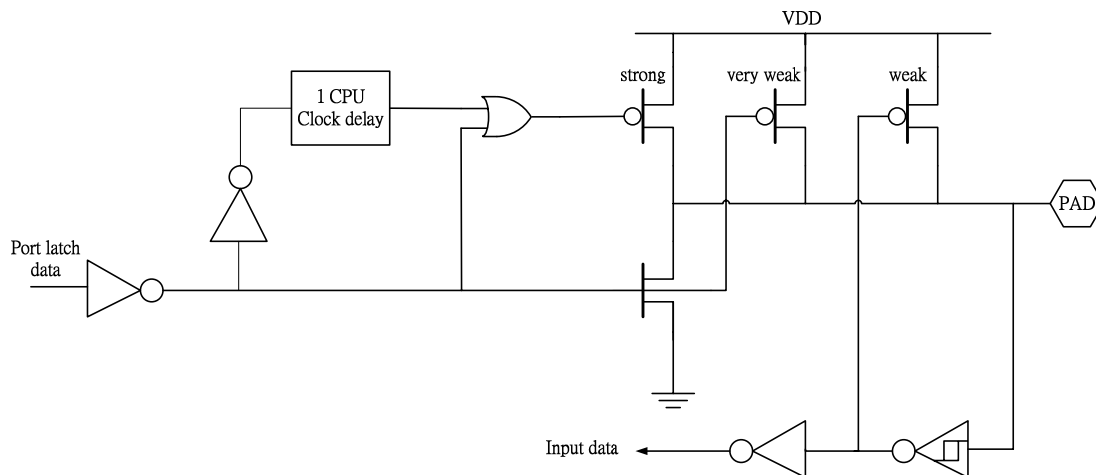 VDD
strong
very weak
weak
1 CPU
Clock delay
PAD
Port latch
data
Input data